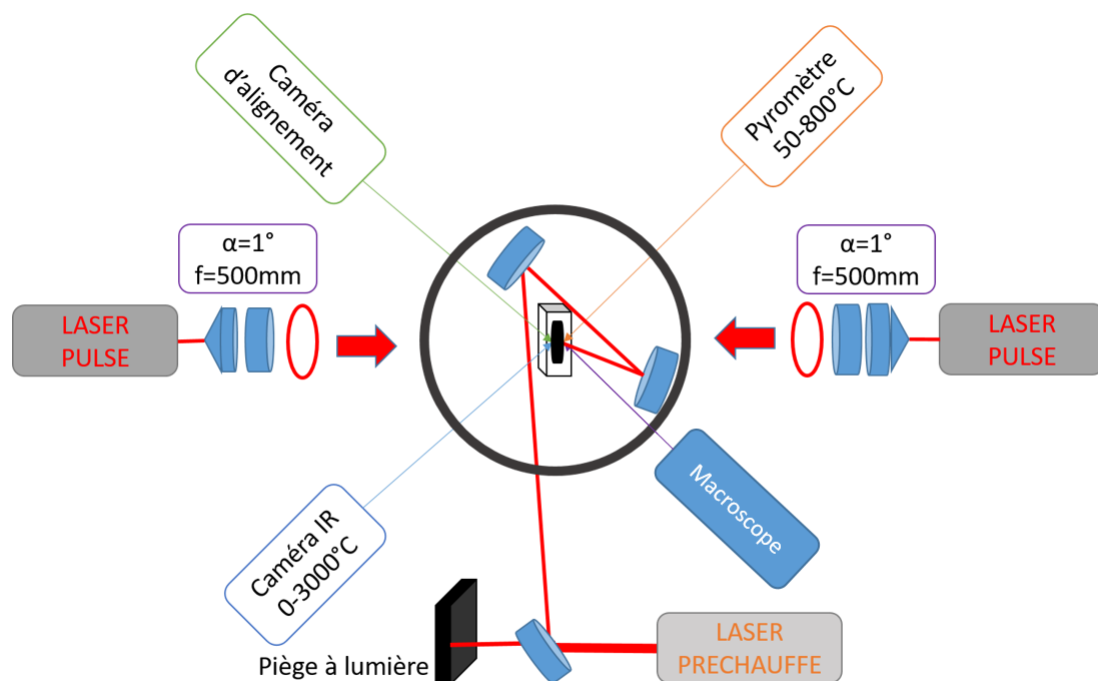 Caméra
d'alignement
Pyromètre
50-800°C
α=1°
f=500mm
α=1°
f=500mm
LASER
PULSE
LASER
PULSE
Macroscope
Caméra IR
0-3000°C
Piège à lumière
LASER
PRECHAUFFE